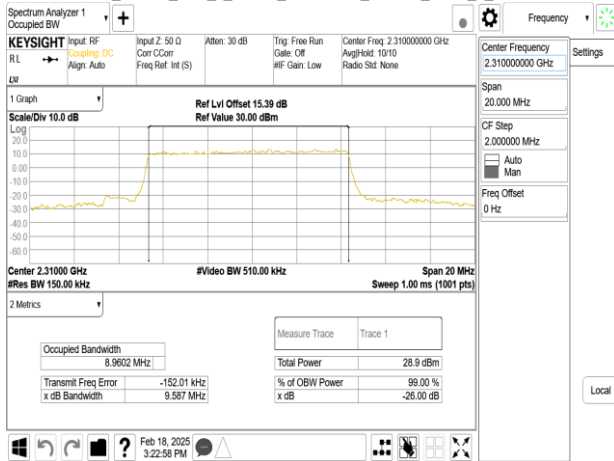 Spectrum Analyzer 1
Occupied BW
Frequency
KEYSIGHT
RL
LXI
Input: RF
Coupling: DC
Align: Auto
Input Z: 50 Ω
Corr CCorr
Freq Ref: Int (S)
Atten: 30 dB
Trig: Free Run
Gate: Off
#IF Gain: Low
Center Freq: 2.310000000 GHz
Avg|Hold: 10/10
Radio Std: None
Center Frequency
2.310000000 GHz
Settings
Span
20.000 MHz
CF Step
2.000000 MHz
Auto
Man
Freq Offset
0 Hz
Local
1 Graph
Scale/Div 10.0 dB
Ref Lvl Offset 15.39 dB
Ref Value 30.00 dBm
Log
20.0
10.0
0.00
-10.0
-20.0
-30.0
-40.0
-50.0
-60.0
Center 2.31000 GHz
#Res BW 150.00 kHz
#Video BW 510.00 kHz
Span 20 MHz
Sweep 1.00 ms (1001 pts)
2 Metrics
Measure Trace Trace 1
Occupied Bandwidth
8.9602 MHz
Total Power 28.9 dBm
Transmit Freq Error -152.01 kHz
% of OBW Power 99.00 %
x dB Bandwidth 9.587 MHz
x dB -26.00 dB
?
Feb 18, 2025
3:22:58 PM